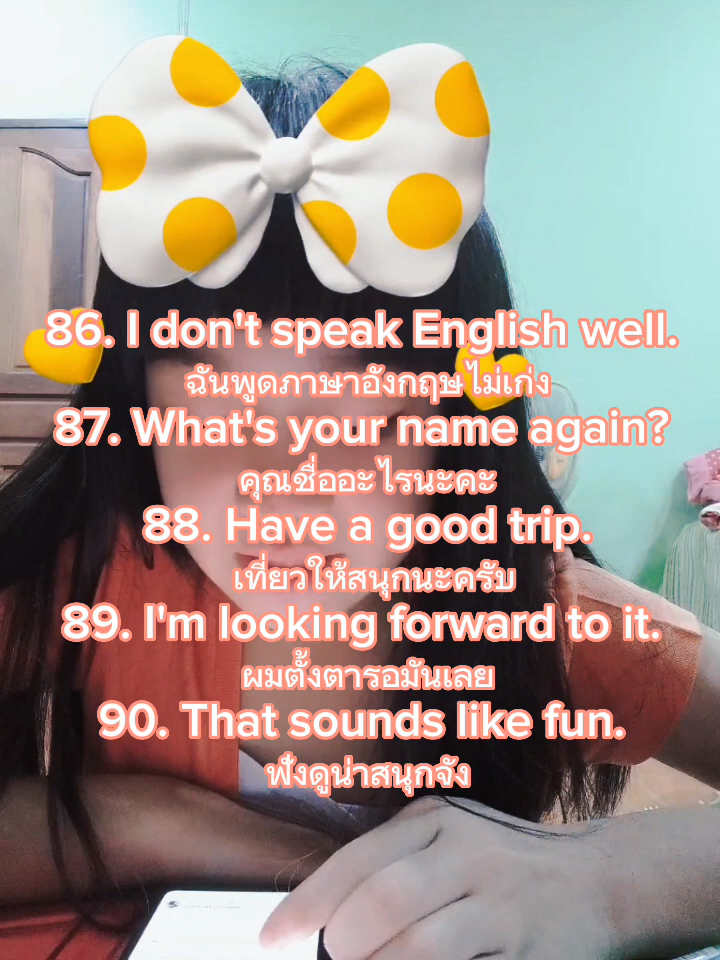 86. I don't speak English well.
ฉันพูดภาษาอังกฤษไม่เก่ง
87. What's your name again?
คุณชื่ออะไรนะคะ
88. Have a good trip.
เที่ยวให้สนุกนะครับ
89. I'm looking forward to it.
ผมตั้งตารอมันเลย
90. That sounds like fun.
ฟังดูน่าสนุกจัง